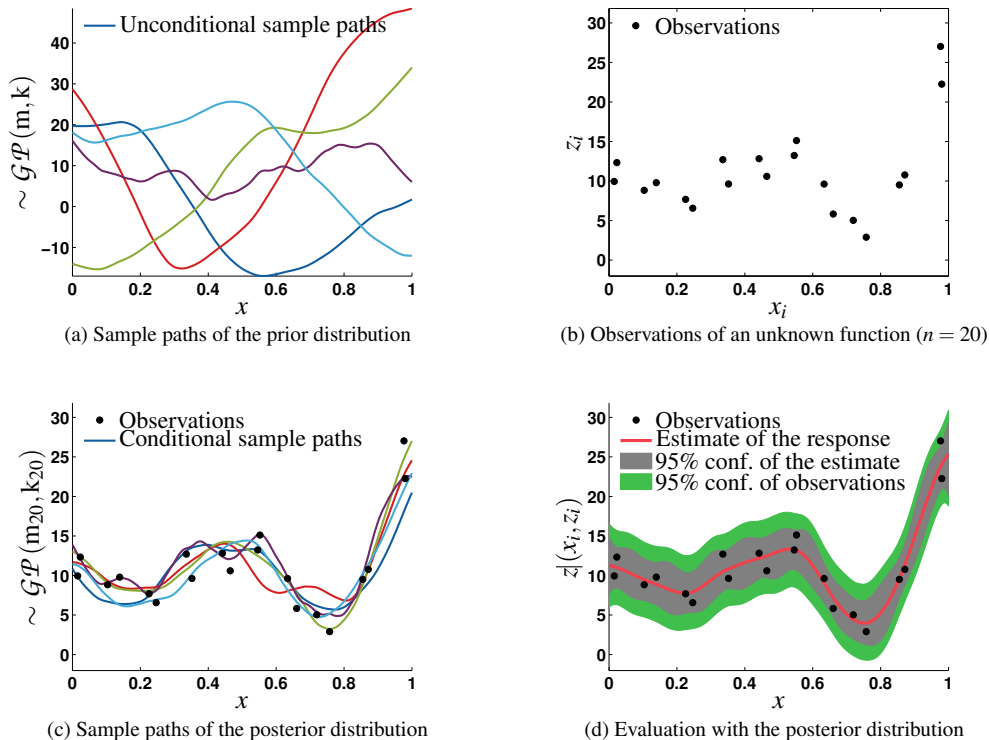 Unconditional sample paths
40
30
20
10
0
−10
∼ 𝒢𝒫(m,k)
0 0.2 0.4 0.6 0.8 1
x
(a) Sample paths of the prior distribution
Observations
30
25
20
15
10
5
0
z_i
0 0.2 0.4 0.6 0.8 1
x_i
(b) Observations of an unknown function (n = 20)
Observations
Conditional sample paths
30
25
20
15
10
5
0
∼ 𝒢𝒫(m₂₀,k₂₀)
0 0.2 0.4 0.6 0.8 1
x
(c) Sample paths of the posterior distribution
Observations
Estimate of the response
95% conf. of the estimate
95% conf. of observations
30
25
20
15
10
5
0
z|(x_i,z_i)
0 0.2 0.4 0.6 0.8 1
x
(d) Evaluation with the posterior distribution